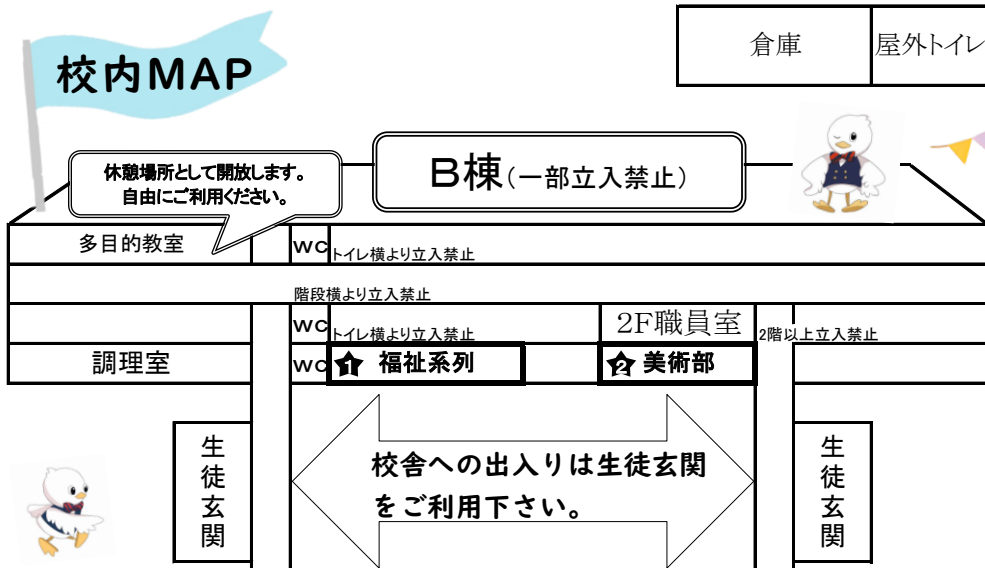 校内MAP
倉庫
屋外トイレ
休憩場所として開放します。
自由にご利用ください。
B棟(一部立入禁止)
多目的教室
WC
トイレ横より立入禁止
階段横より立入禁止
WC
トイレ横より立入禁止
2F職員室
2階以上立入禁止
調理室
WC
1 福祉系列
2 美術部
生徒玄関
校舎への出入りは生徒玄関
をご利用下さい。
生徒玄関